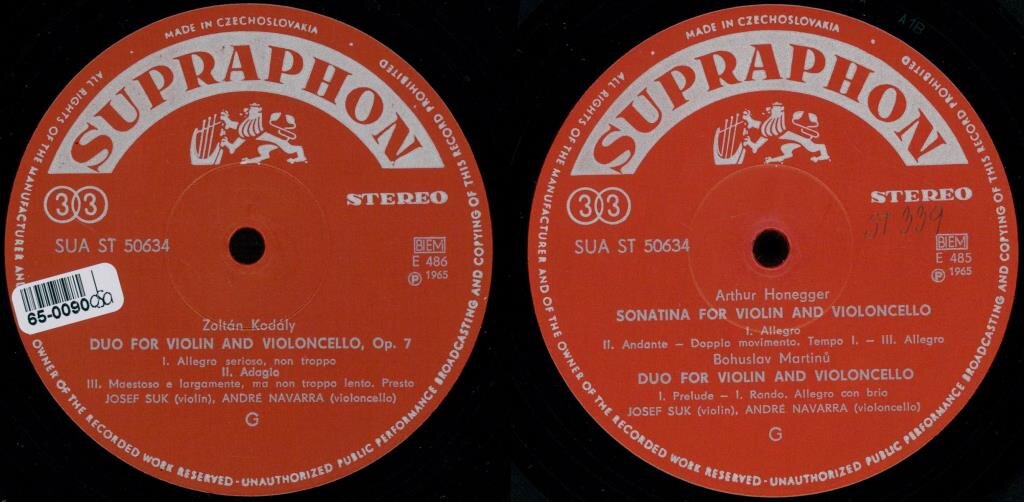 MADE IN CZECHOSLOVAKIA
ALL RIGHTS OF THE MANUFACTURER AND OWNER OF THE RECORDED WORK RESERVED - UNAUTHORIZED PUBLIC PERFORMANCE BROADCASTING AND COPYING OF THIS RECORD PROHIBITED
SUPRAPHON
33
STEREO
SUA ST 50634
BIEM
E 486
Ⓟ 1965
65-0090
Zoltán Kodály
DUO FOR VIOLIN AND VIOLONCELLO, Op. 7
I. Allegro serioso, non troppo
II. Adagio
III. Maestoso e largamente, ma non troppo lento. Presto
JOSEF SUK (violin), ANDRÉ NAVARRA (violoncello)
G
MADE IN CZECHOSLOVAKIA
ALL RIGHTS OF THE MANUFACTURER AND OF THE OWNER OF THE RECORDED WORK RESERVED - UNAUTHORIZED PUBLIC PERFORMANCE BROADCASTING AND COPYING OF THIS RECORD PROHIBITED
A1B
SUPRAPHON
33
STEREO
ST 339
SUA ST 50634
BIEM
E 485
Ⓟ 1965
Arthur Honegger
SONATINA FOR VIOLIN AND VIOLONCELLO
I. Allegro
II. Andante – Doppio movimento. Tempo I. – III. Allegro
Bohuslav Martinů
DUO FOR VIOLIN AND VIOLONCELLO
I. Prelude – I. Rondo. Allegro con brio
JOSEF SUK (violin), ANDRÉ NAVARRA (violoncello)
G